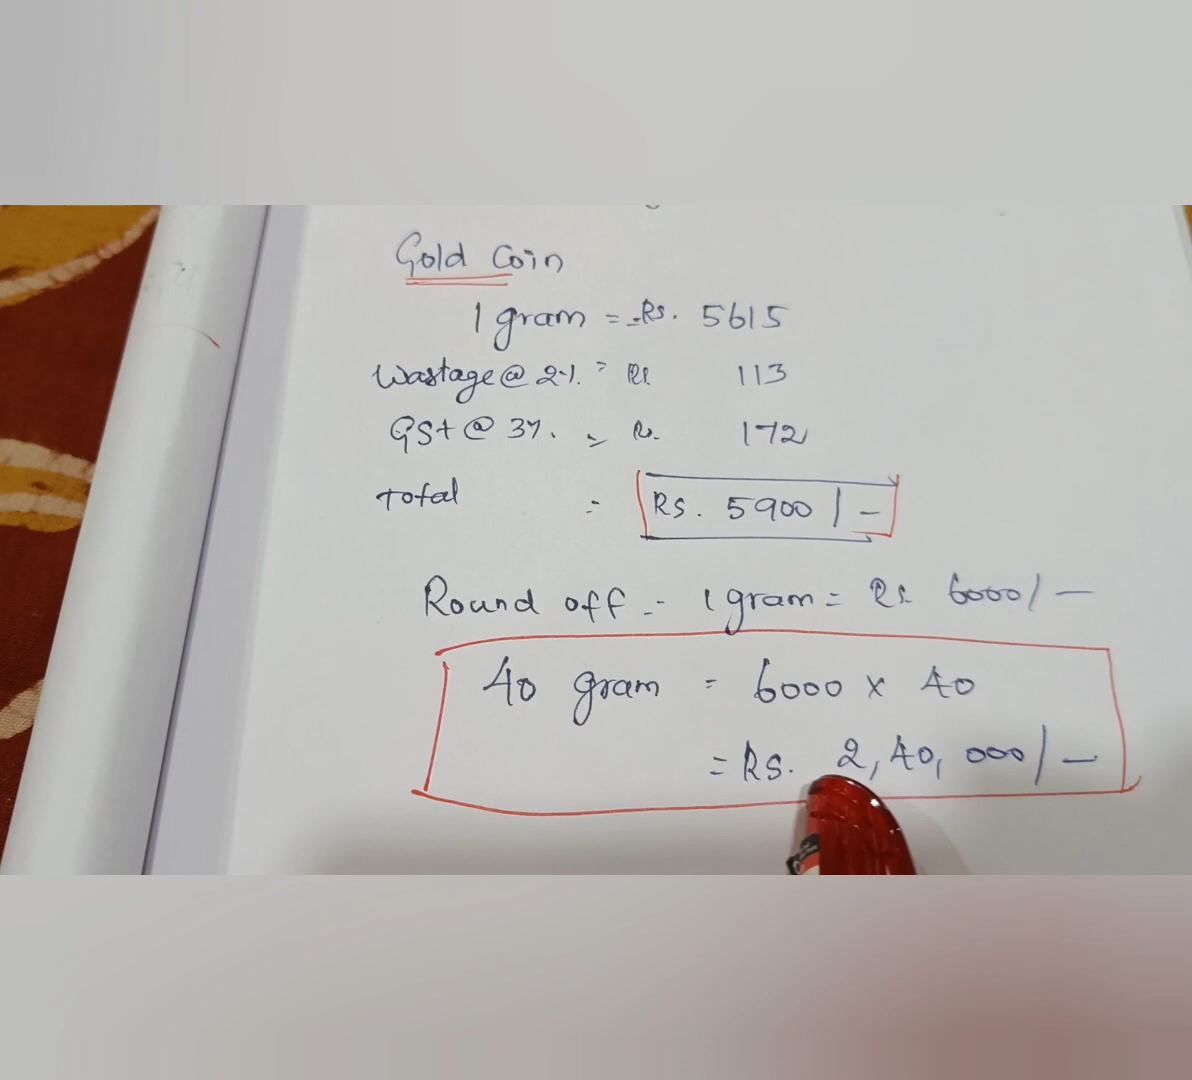 Gold Coin
1 gram = Rs. 5615
Wastage @ 2%. = Rs. 113
GSt @ 3%. = Rs. 172
Total = Rs. 5900/-
Round off :- 1 gram = Rs. 6000/-
40 gram = 6000 x 40
= Rs. 2,40,000/-